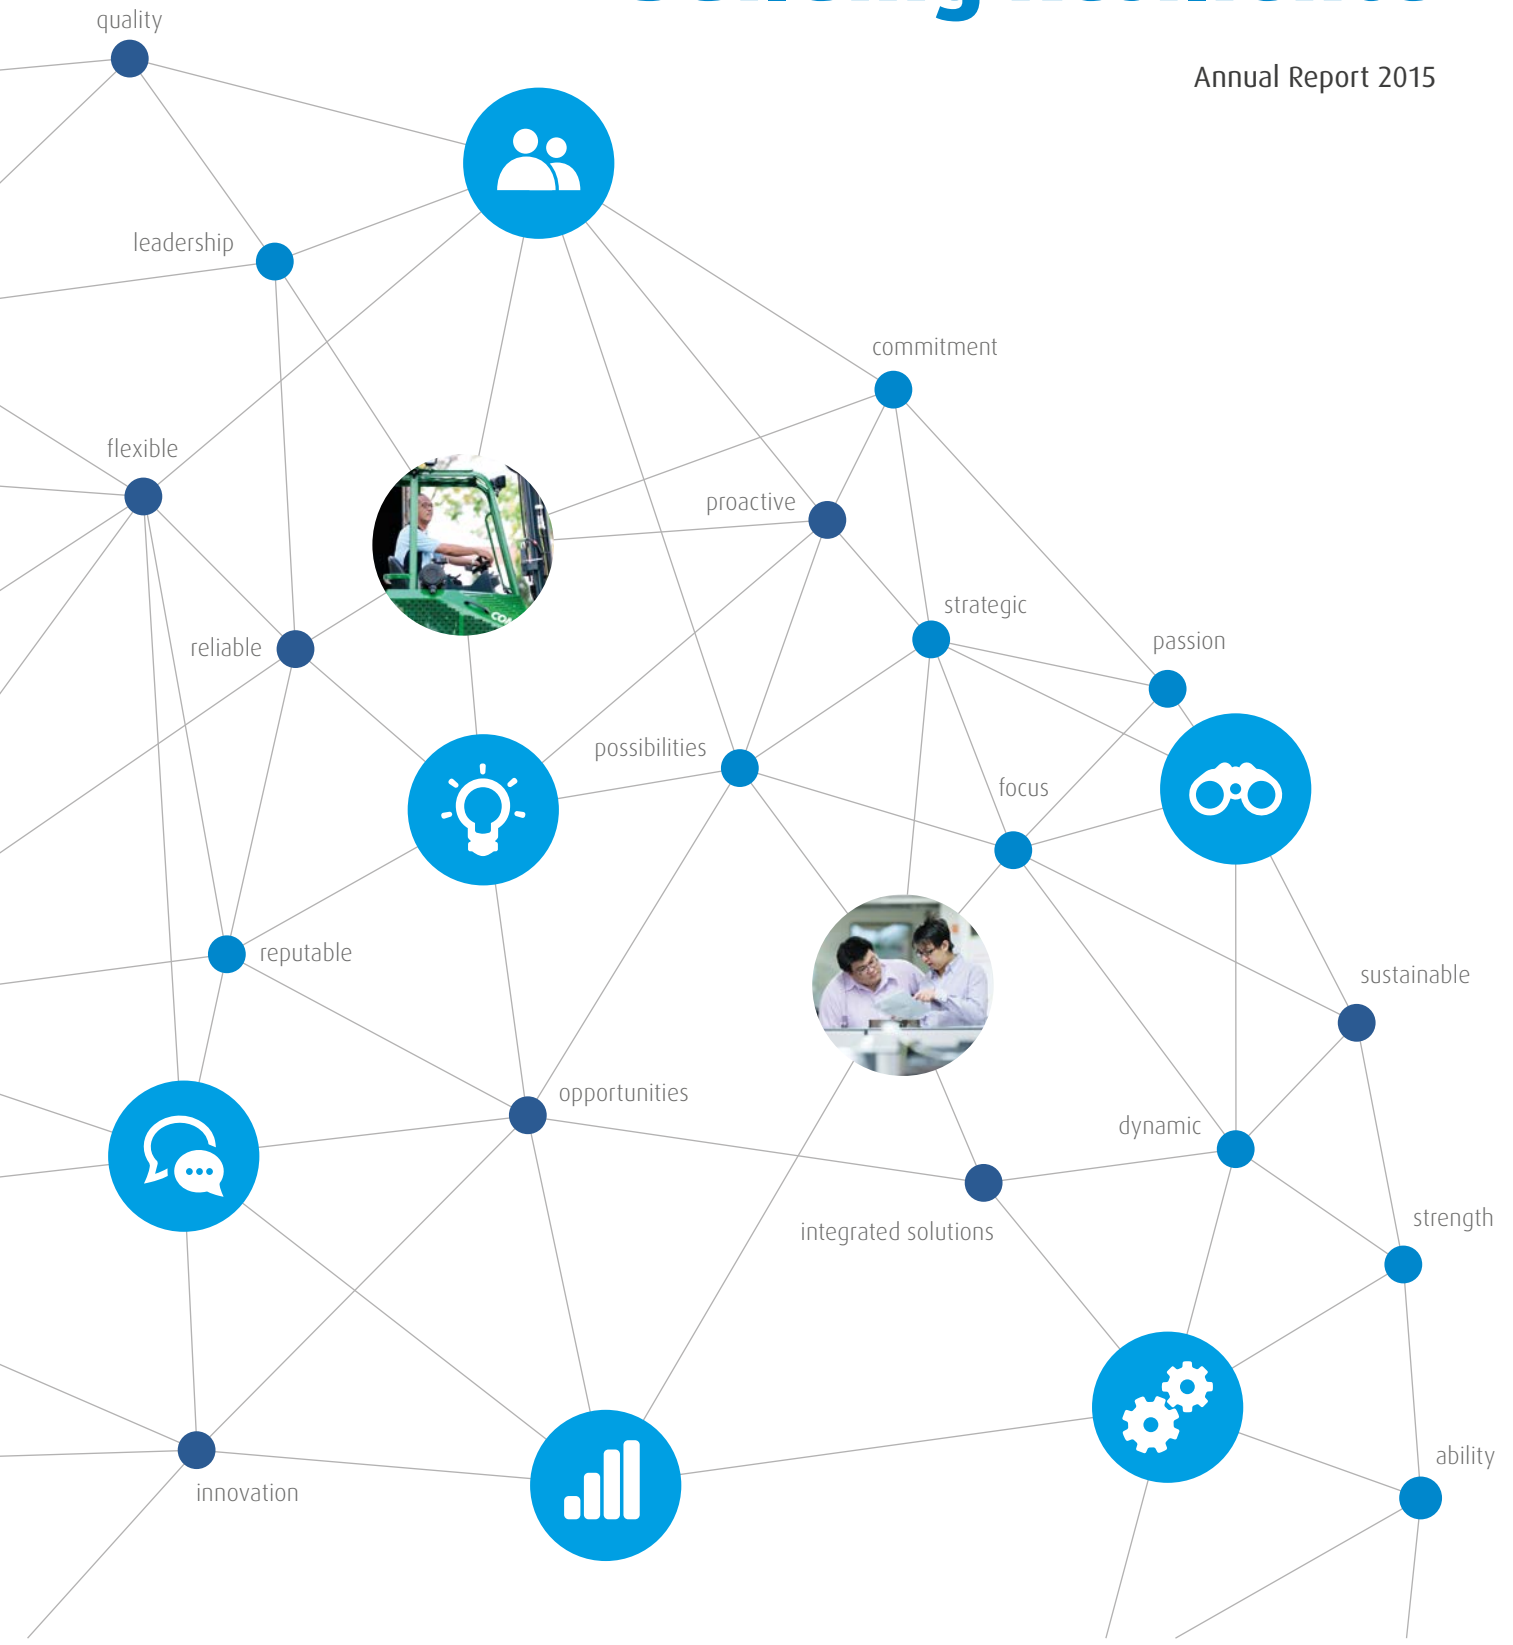 Annual Report 2015
quality
leadership
commitment
flexible
proactive
strategic
passion
reliable
possibilities
focus
reputable
sustainable
opportunities
dynamic
strength
integrated solutions
ability
innovation